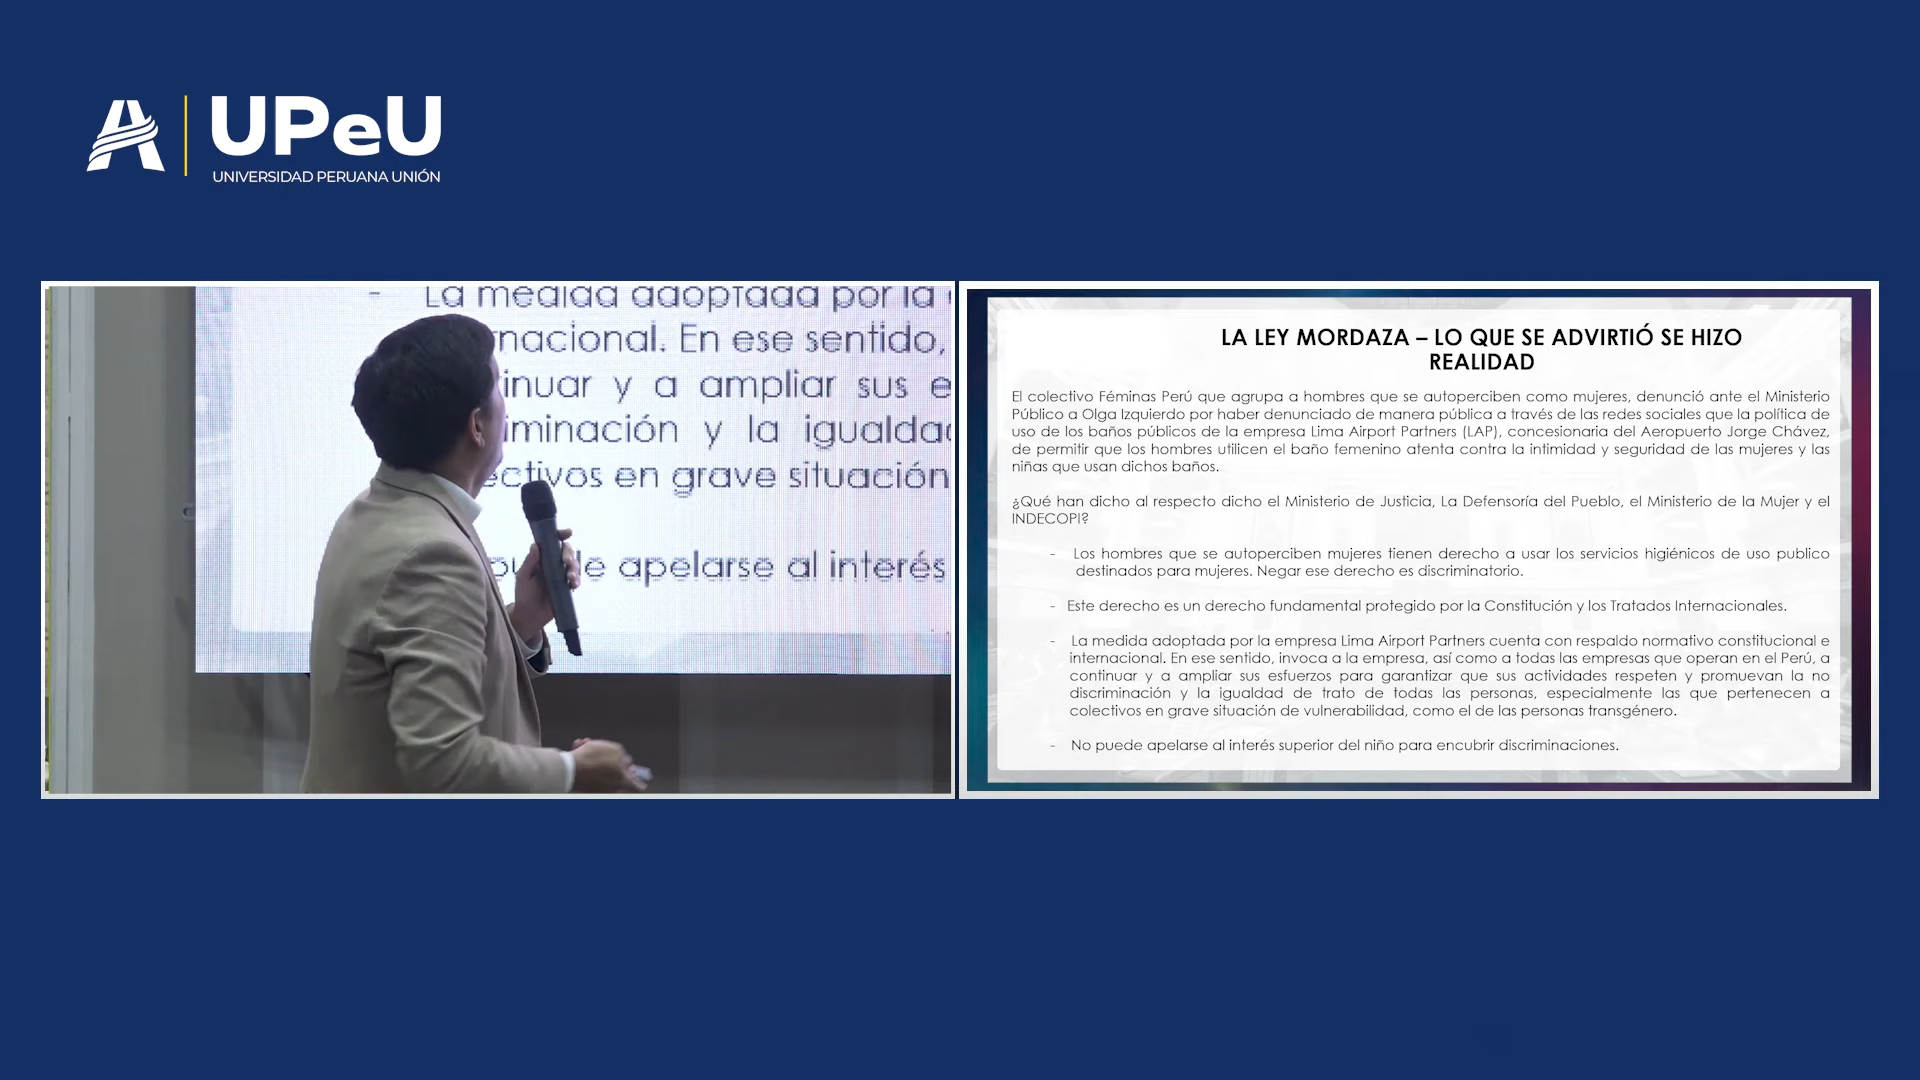 UPeU
UNIVERSIDAD PERUANA UNIÓN
- La medida adoptada por la
rnacional. En ese sentido,
inuar y a ampliar sus e
iminación y la igualda
ectivos en grave situación
apelarse al interés
LA LEY MORDAZA – LO QUE SE ADVIRTIÓ SE HIZO
REALIDAD
El colectivo Féminas Perú que agrupa a hombres que se autoperciben como mujeres, denunció ante el Ministerio
Público a Olga Izquierdo por haber denunciado de manera pública a través de las redes sociales que la política de
uso de los baños públicos de la empresa Lima Airport Partners (LAP), concesionaria del Aeropuerto Jorge Chávez,
de permitir que los hombres utilicen el baño femenino atenta contra la intimidad y seguridad de las mujeres y las
niñas que usan dichos baños.
¿Qué han dicho al respecto dicho el Ministerio de Justicia, La Defensoría del Pueblo, el Ministerio de la Mujer y el
INDECOPI?
- Los hombres que se autoperciben mujeres tienen derecho a usar los servicios higiénicos de uso publico
destinados para mujeres. Negar ese derecho es discriminatorio.
- Este derecho es un derecho fundamental protegido por la Constitución y los Tratados Internacionales.
- La medida adoptada por la empresa Lima Airport Partners cuenta con respaldo normativo constitucional e
internacional. En ese sentido, invoca a la empresa, así como a todas las empresas que operan en el Perú, a
continuar y a ampliar sus esfuerzos para garantizar que sus actividades respeten y promuevan la no
discriminación y la igualdad de trato de todas las personas, especialmente las que pertenecen a
colectivos en grave situación de vulnerabilidad, como el de las personas transgénero.
- No puede apelarse al interés superior del niño para encubrir discriminaciones.